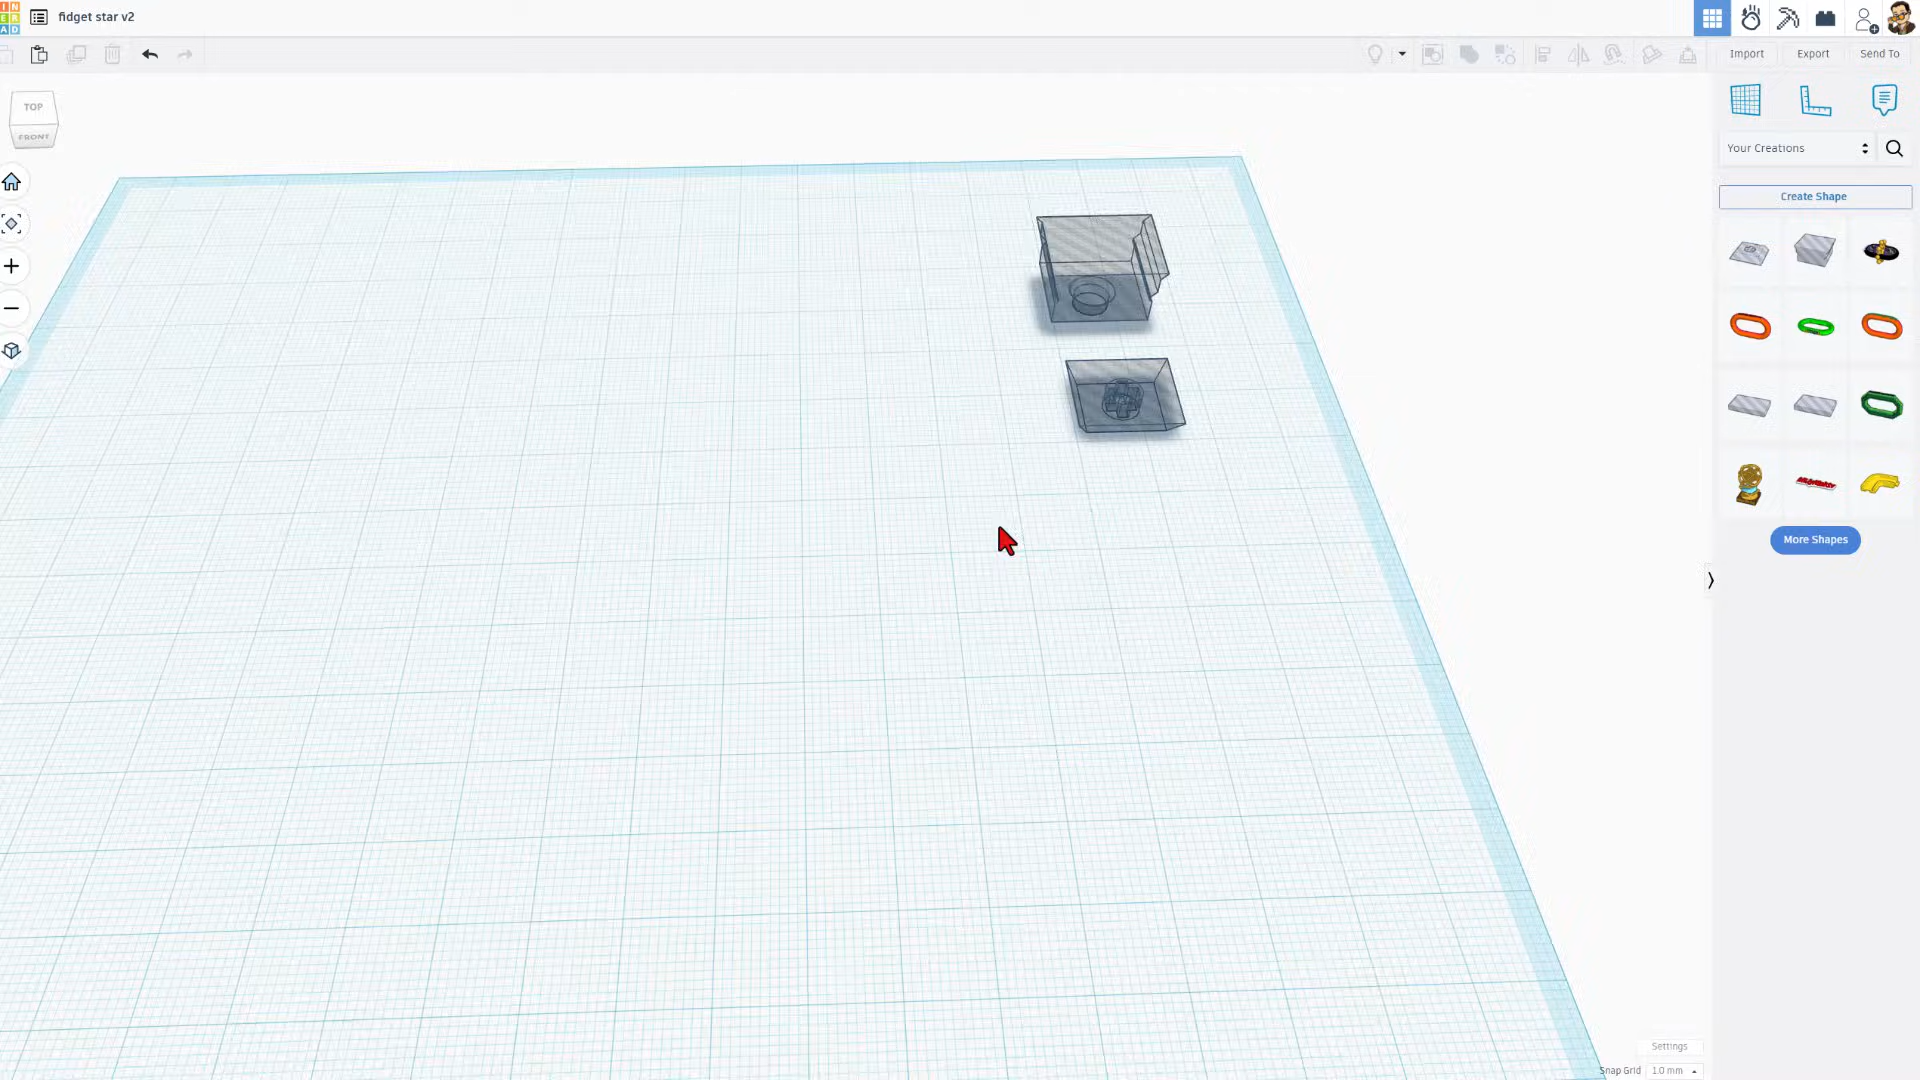 fidget star v2
Import
Export
Send To
TOP
FRONT
Your Creations
Create Shape
More Shapes
Settings
Snap Grid 1.0 mm